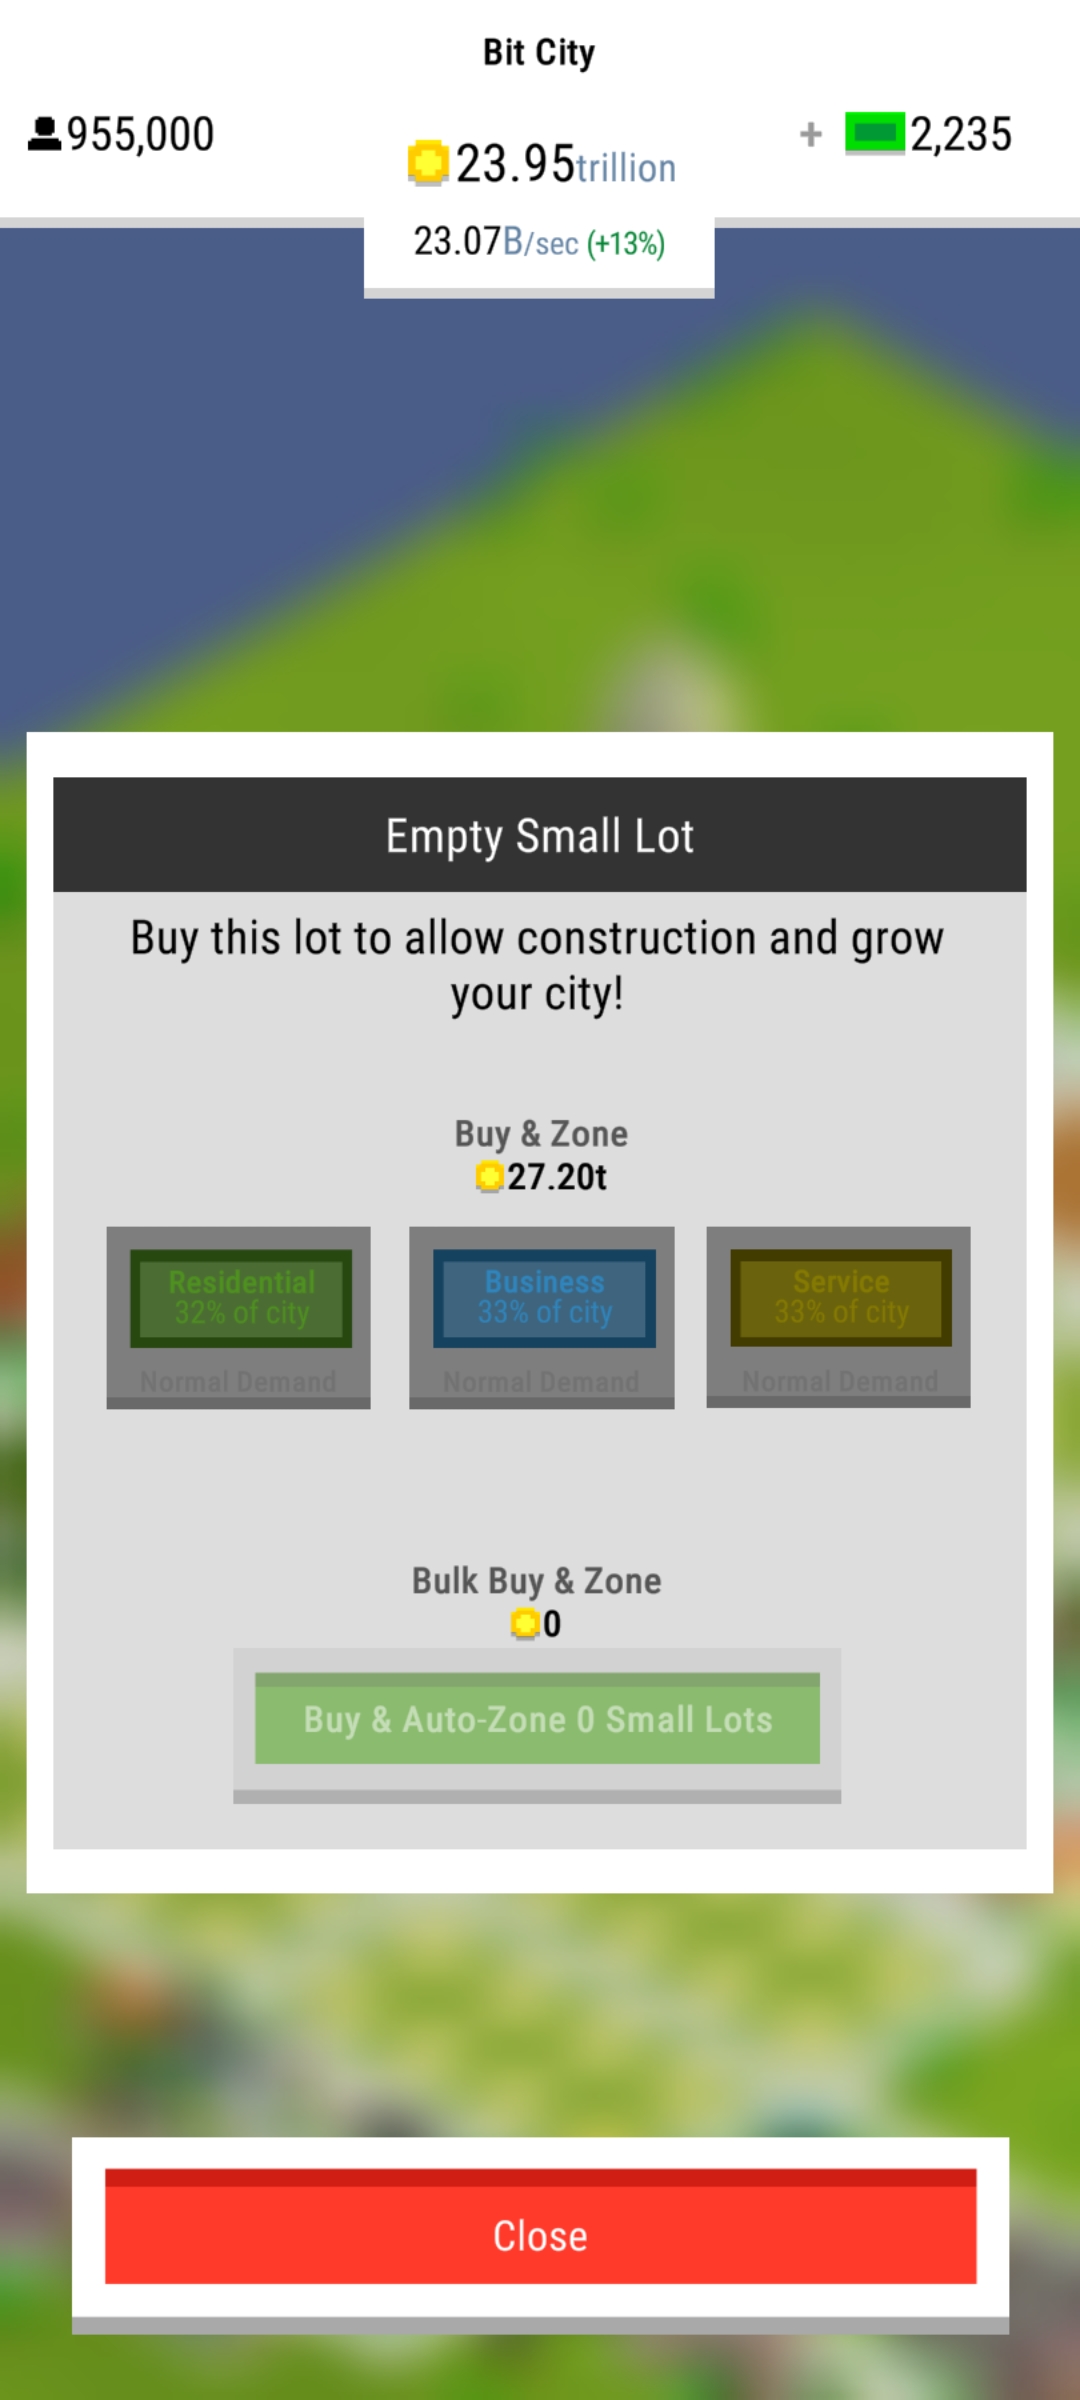 Bit City
955,000
+ 2,235
23.95trillion
23.07B/sec (+13%)
Empty Small Lot
Buy this lot to allow construction and grow
your city!
Buy & Zone
27.20t
Residential
32% of city
Normal Demand
Business
33% of city
Normal Demand
Service
33% of city
Normal Demand
Bulk Buy & Zone
0
Buy & Auto-Zone 0 Small Lots
Close